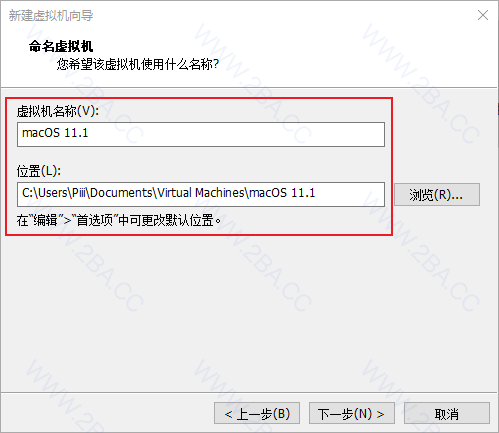 新建虚拟机向导
命名虚拟机
您希望该虚拟机使用什么名称?
虚拟机名称(V):
macOS 11.1
位置(L):
C:\Users\Piii\Documents\Virtual Machines\macOS 11.1
浏览(R)...
在“编辑”>“首选项”中可更改默认位置。
< 上一步(B)
下一步(N) >
取消
WWW.2BA.CC